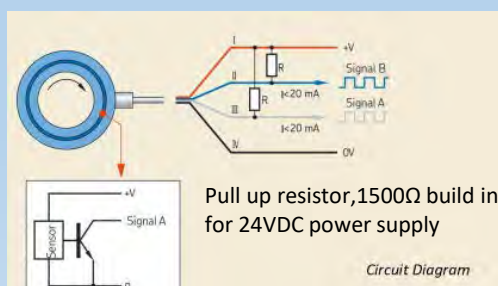 I
+V
R
Signal B
II
I<20 mA
R
Signal A
III
I<20 mA
IV
0V
+V
Signal A
Sensor
Pull up resistor,1500Ω build in
for 24VDC power supply
Circuit Diagram